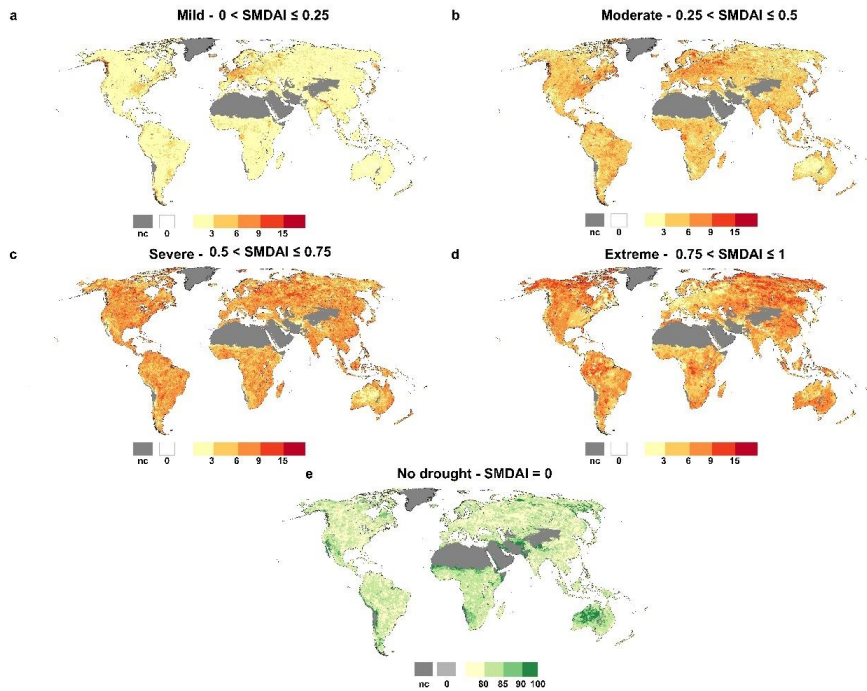 a
Mild - 0 < SMDAI ≤ 0.25
b
Moderate - 0.25 < SMDAI ≤ 0.5
nc 0 3 6 9 15
nc 0 3 6 9 15
c
Severe - 0.5 < SMDAI ≤ 0.75
d
Extreme - 0.75 < SMDAI ≤ 1
nc 0 3 6 9 15
nc 0 3 6 9 15
e
No drought - SMDAI = 0
nc 0 80 85 90 100